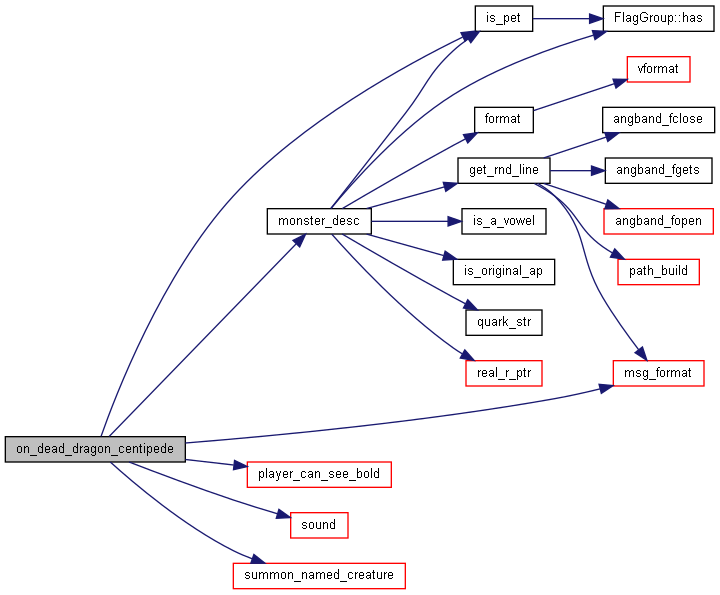 is_pet
FlagGroup::has
vformat
format
angband_fclose
get_rnd_line
angband_fgets
monster_desc
is_a_vowel
angband_fopen
is_original_ap
path_build
quark_str
real_r_ptr
msg_format
on_dead_dragon_centipede
player_can_see_bold
sound
summon_named_creature